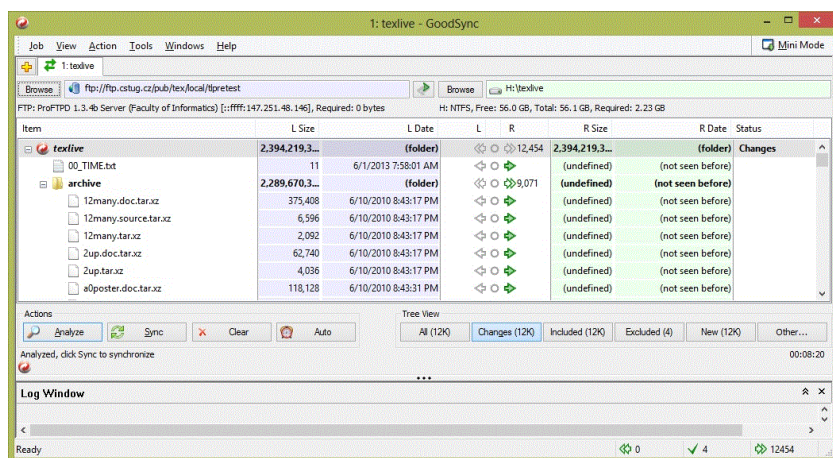 1: texlive - GoodSync
Job View Action Tools Windows Help Mini Mode
1: texlive
Browse ftp://ftp.cstug.cz/pub/tex/local/tlpretest Browse H:\texlive
FTP: ProFTPD 1.3.4b Server (Faculty of Informatics) [::ffff:147.251.48.146], Required: 0 bytes H: NTFS, Free: 56.0 GB, Total: 56.1 GB, Required: 2.23 GB
Item L Size L Date L R R Size R Date Status
texlive 2,394,219,3... (folder) 12,454 2,394,219,3... (folder) Changes
00_TIME.txt 11 6/1/2013 7:58:01 AM (undefined) (not seen before)
archive 2,289,670,3... (folder) 9,071 (undefined) (not seen before)
12many.doc.tar.xz 375,408 6/10/2010 8:43:17 PM (undefined) (not seen before)
12many.source.tar.xz 6,596 6/10/2010 8:43:17 PM (undefined) (not seen before)
12many.tar.xz 2,092 6/10/2010 8:43:17 PM (undefined) (not seen before)
2up.doc.tar.xz 62,740 6/10/2010 8:43:17 PM (undefined) (not seen before)
2up.tar.xz 4,036 6/10/2010 8:43:17 PM (undefined) (not seen before)
a0poster.doc.tar.xz 118,128 6/10/2010 8:43:31 PM (undefined) (not seen before)
Actions Tree View
Analyze Sync Clear Auto All (12K) Changes (12K) Included (12K) Excluded (4) New (12K) Other...
Analyzed, click Sync to synchronize 00:08:20
Log Window
Ready 0 4 12454